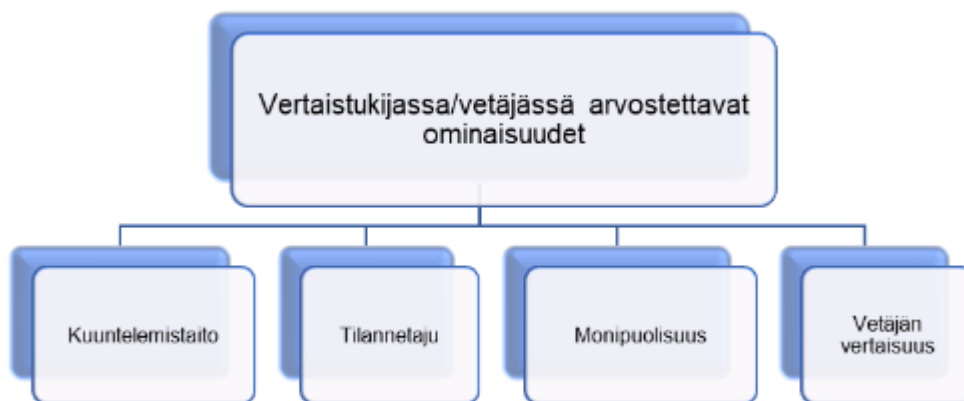 Vertaistukijassa/vetäjässä arvostettavat
ominaisuudet
Kuuntelemistaito
Tilannetaju
Monipuolisuus
Vetäjän
vertaisuus